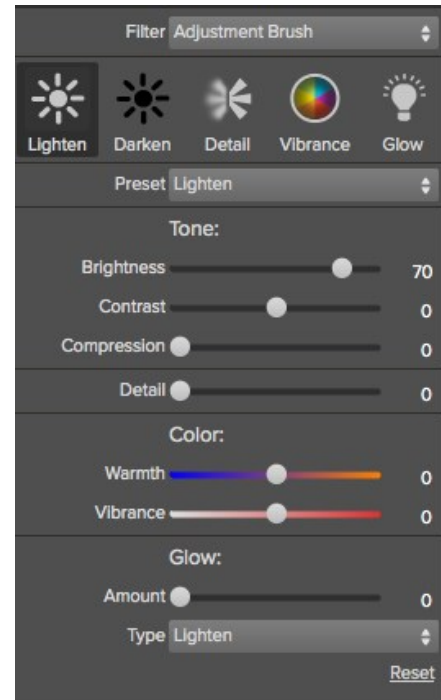 Filter Adjustment Brush
Lighten Darken Detail Vibrance Glow
Preset Lighten
Tone:
Brightness 70
Contrast 0
Compression 0
Detail 0
Color:
Warmth 0
Vibrance 0
Glow:
Amount 0
Type Lighten
Reset